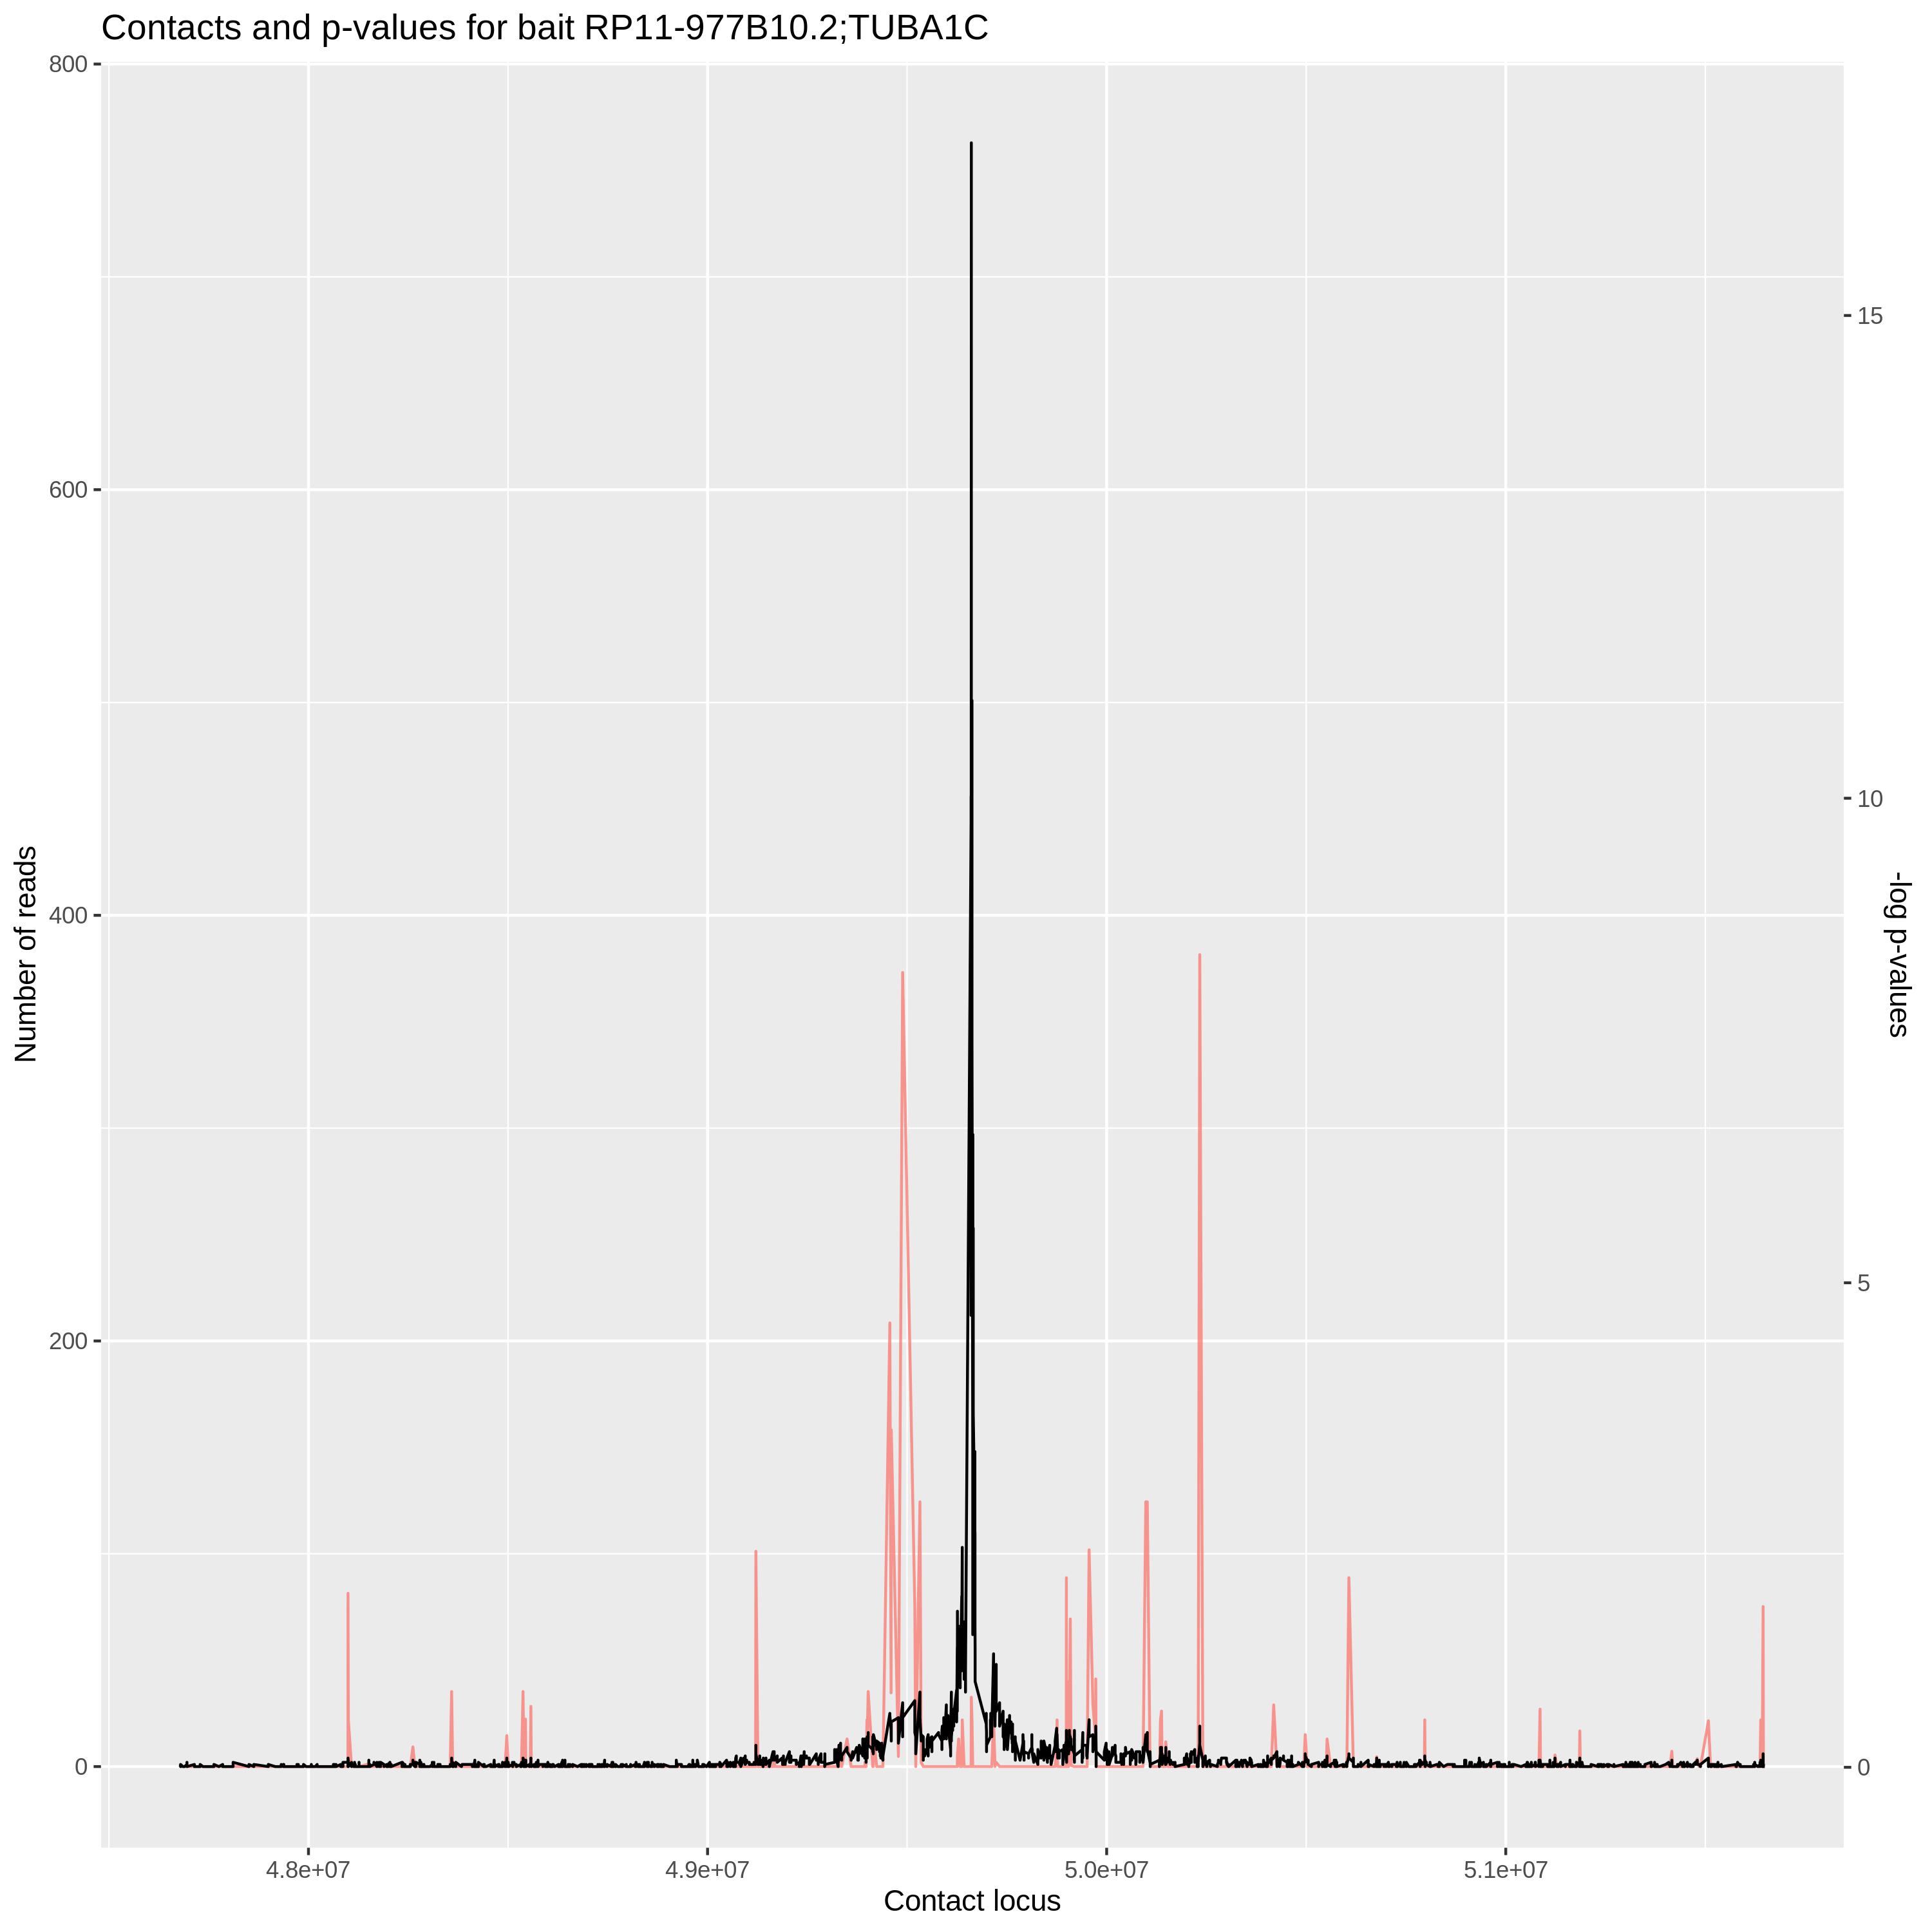 Contacts and p-values for bait RP11-977B10.2;TUBA1C
800
600
400
200
0
Number of reads
15
10
5
0
-log p-values
4.8e+07
4.9e+07
5.0e+07
5.1e+07
Contact locus